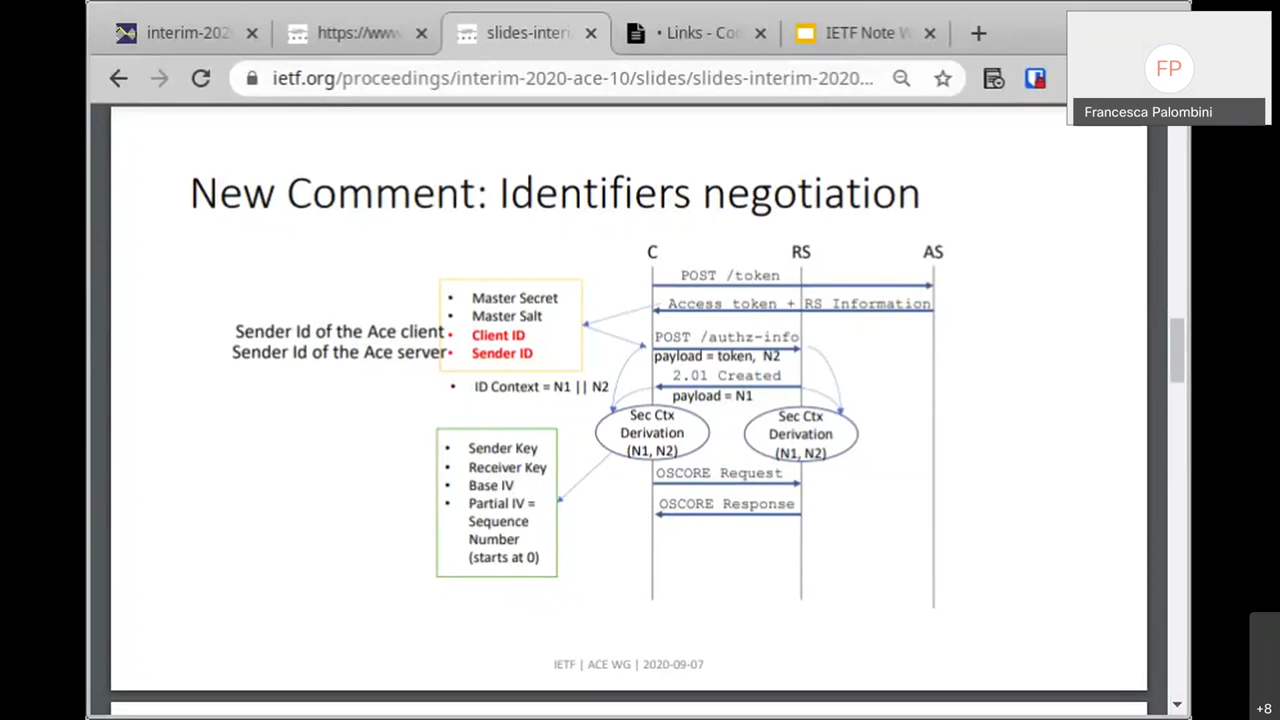 interim-202
https://www
slides-interi
• Links - Co
IETF Note W
ietf.org/proceedings/interim-2020-ace-10/slides/slides-interim-2020...
FP
Francesca Palombini
New Comment: Identifiers negotiation
C
RS
AS
POST /token
Access token + RS Information
• Master Secret
• Master Salt
• Client ID
• Sender ID
Sender Id of the Ace client
Sender Id of the Ace server
• ID Context = N1 || N2
POST /authz-info
payload = token, N2
2.01 Created
payload = N1
Sec Ctx
Derivation
(N1, N2)
Sec Ctx
Derivation
(N1, N2)
• Sender Key
• Receiver Key
• Base IV
• Partial IV =
Sequence
Number
(starts at 0)
OSCORE Request
OSCORE Response
IETF | ACE WG | 2020-09-07
+8